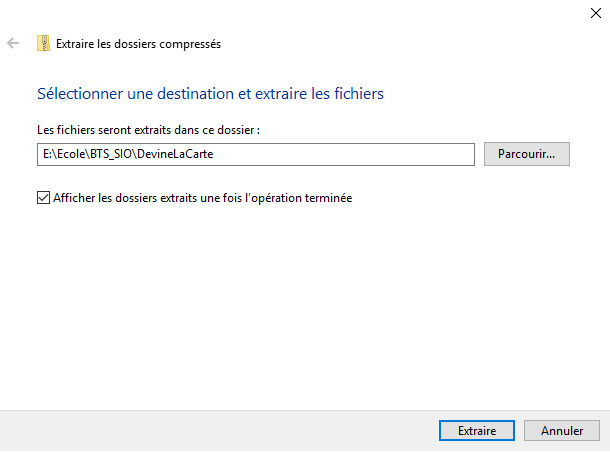 Extraire les dossiers compressés
Sélectionner une destination et extraire les fichiers
Les fichiers seront extraits dans ce dossier :
E:\Ecole\BTS_SIO\DevineLaCarte
Parcourir...
Afficher les dossiers extraits une fois l'opération terminée
Extraire
Annuler